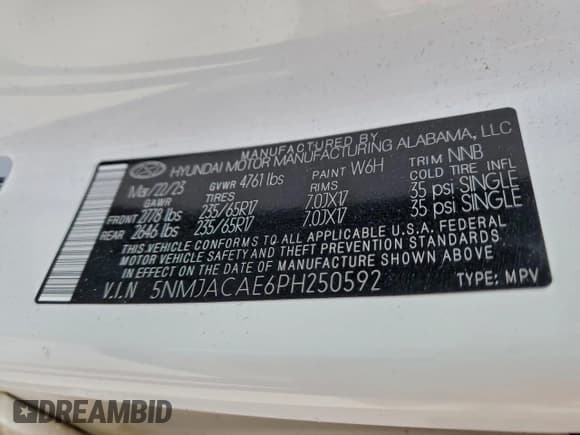 MANUFACTURED BY
HYUNDAI MOTOR MANUFACTURING ALABAMA, LLC
Mar/20/23 GVWR 4761 lbs PAINT W6H TRIM NNB
GAWR TIRES RIMS COLD TIRE INFL
FRONT 2778 lbs 235/65R17 7.0JX17 35 psi SINGLE
REAR 2646 lbs 235/65R17 7.0JX17 35 psi SINGLE
THIS VEHICLE CONFORMS TO ALL APPLICABLE U.S.A. FEDERAL
MOTOR VEHICLE SAFETY, BUMPER, AND THEFT PREVENTION STANDARDS
IN EFFECT ON THE DATE OF MANUFACTURE SHOWN ABOVE.
V.I.N 5NMJACAE6PH250592 TYPE: MPV
DREAMBID